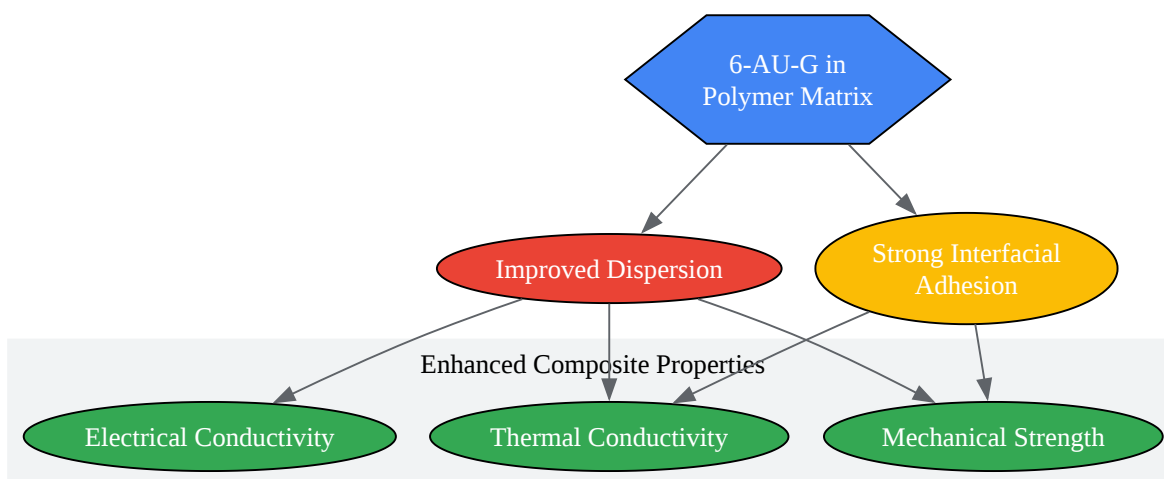 6-AU-G in
Polymer Matrix
Improved Dispersion
Strong Interfacial
Adhesion
Enhanced Composite Properties
Electrical Conductivity
Thermal Conductivity
Mechanical Strength